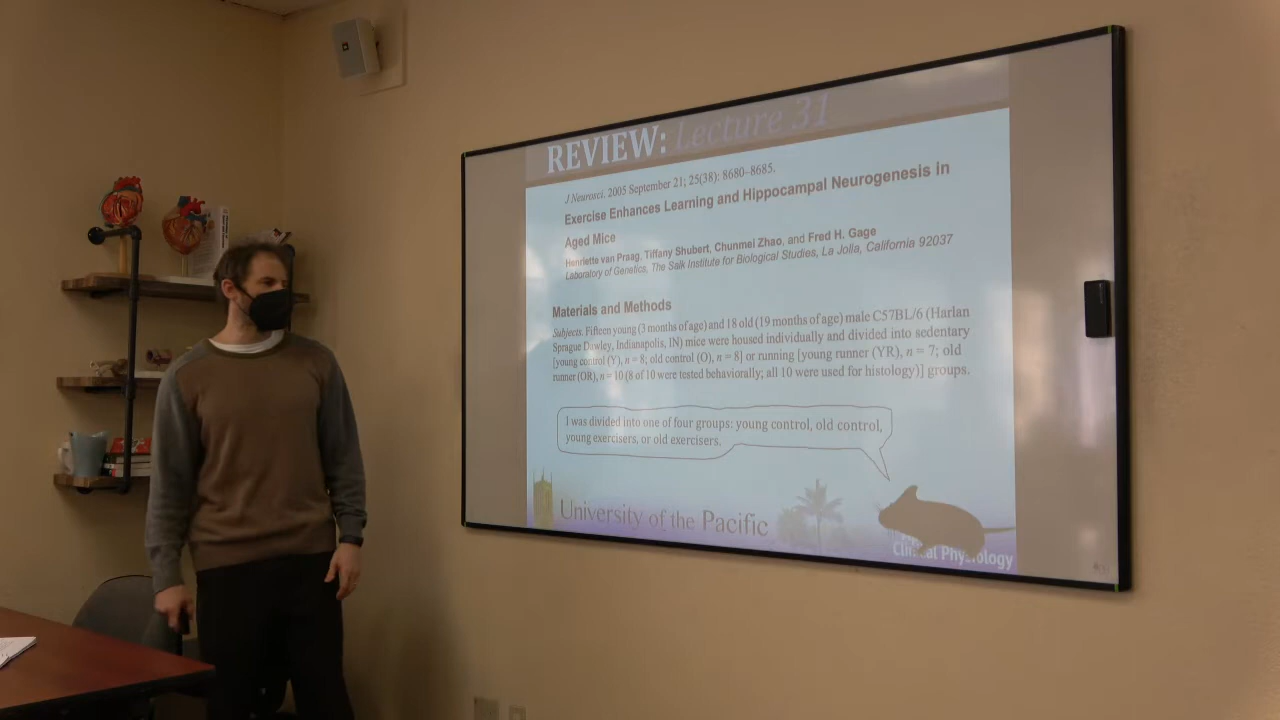 REVIEW: Lecture 31
J Neurosci. 2005 September 21; 25(38): 8680–8685.
Exercise Enhances Learning and Hippocampal Neurogenesis in
Aged Mice
Henriette van Praag, Tiffany Shubert, Chunmei Zhao, and Fred H. Gage
Laboratory of Genetics, The Salk Institute for Biological Studies, La Jolla, California 92037
Materials and Methods
Subjects. Fifteen young (3 months of age) and 18 old (19 months of age) male C57BL/6 (Harlan
Sprague Dawley, Indianapolis, IN) mice were housed individually and divided into sedentary
[young control (Y), n = 8; old control (O), n = 8] or running [young runner (YR), n = 7; old
runner (OR), n = 10 (8 of 10 were tested behaviorally; all 10 were used for histology)] groups.
I was divided into one of four groups: young control, old control,
young exercisers, or old exercisers.
University of the Pacific
Clinical Physiology